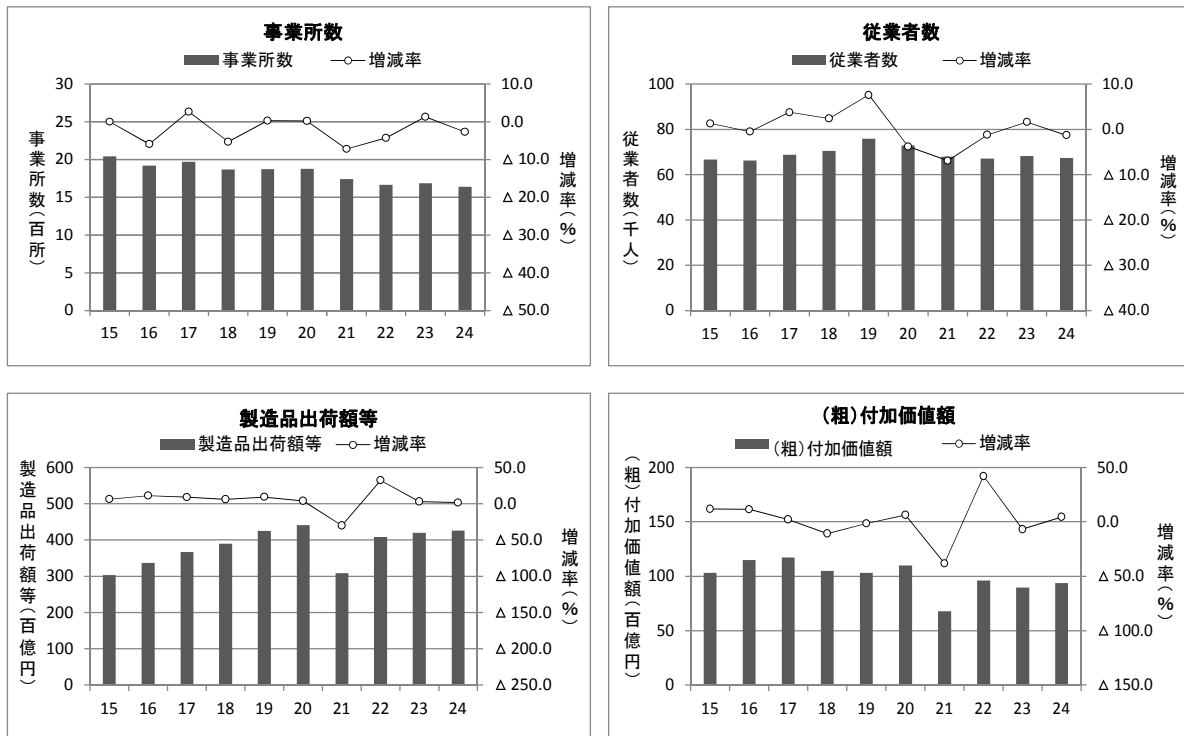 事業所数
事業所数 増減率
事業所数(百所)
30
25
20
15
10
5
0
10.0
0.0
Δ 10.0
Δ 20.0
Δ 30.0
Δ 40.0
Δ 50.0
増減率(%)
15 16 17 18 19 20 21 22 23 24
従業者数
従業者数 増減率
従業者数(千人)
100
80
60
40
20
0
10.0
0.0
Δ 10.0
Δ 20.0
Δ 30.0
Δ 40.0
増減率(%)
15 16 17 18 19 20 21 22 23 24
製造品出荷額等
製造品出荷額等 増減率
製造品出荷額等(百億円)
600
500
400
300
200
100
0
50.0
0.0
Δ 50.0
Δ 100.0
Δ 150.0
Δ 200.0
Δ 250.0
増減率(%)
15 16 17 18 19 20 21 22 23 24
(粗)付加価値額
(粗)付加価値額 増減率
(粗)付加価値額(百億円)
200
150
100
50
0
50.0
0.0
Δ 50.0
Δ 100.0
Δ 150.0
増減率(%)
15 16 17 18 19 20 21 22 23 24